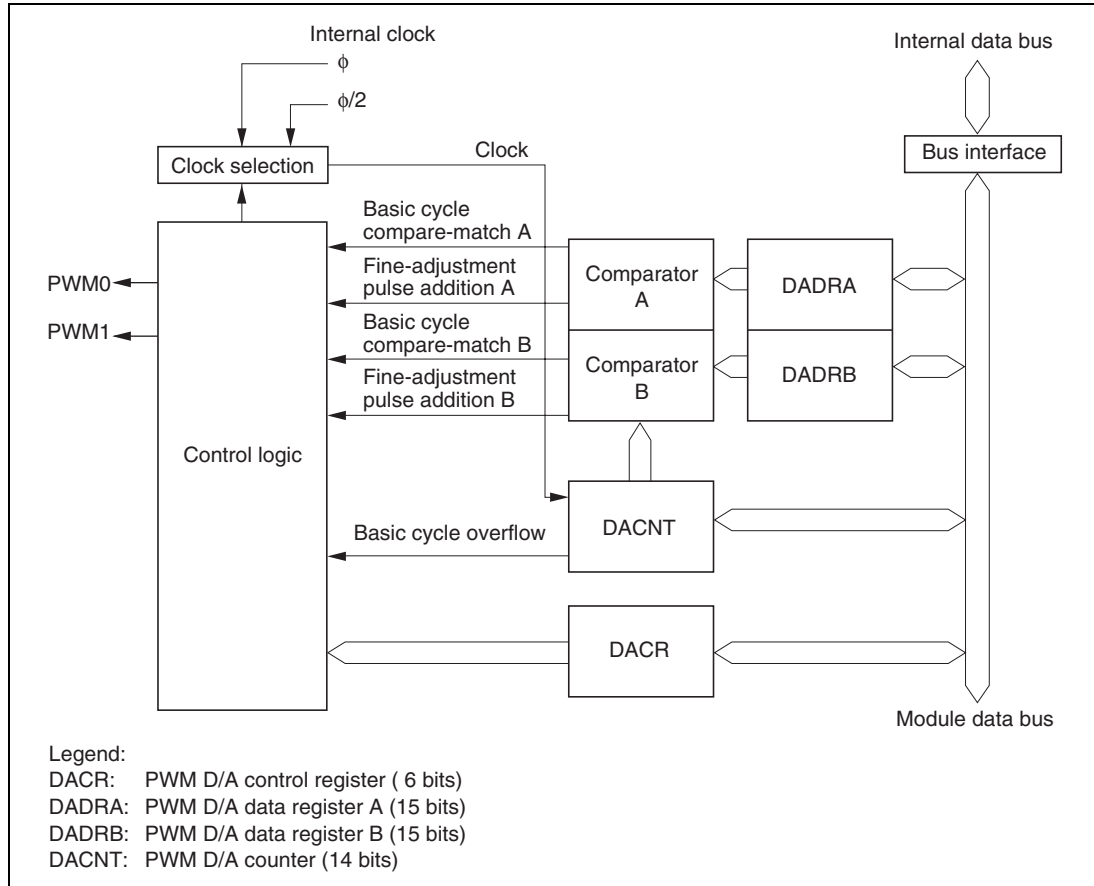 Internal clock
Internal data bus
ϕ
ϕ/2
Clock
Clock selection
Bus interface
Basic cycle
compare-match A
Fine-adjustment
pulse addition A
Basic cycle
compare-match B
Fine-adjustment
pulse addition B
PWM0
PWM1
Comparator
A
DADRA
Comparator
B
DADRB
Control logic
DACNT
Basic cycle overflow
DACR
Module data bus
Legend:
DACR: PWM D/A control register ( 6 bits)
DADRA: PWM D/A data register A (15 bits)
DADRB: PWM D/A data register B (15 bits)
DACNT: PWM D/A counter (14 bits)